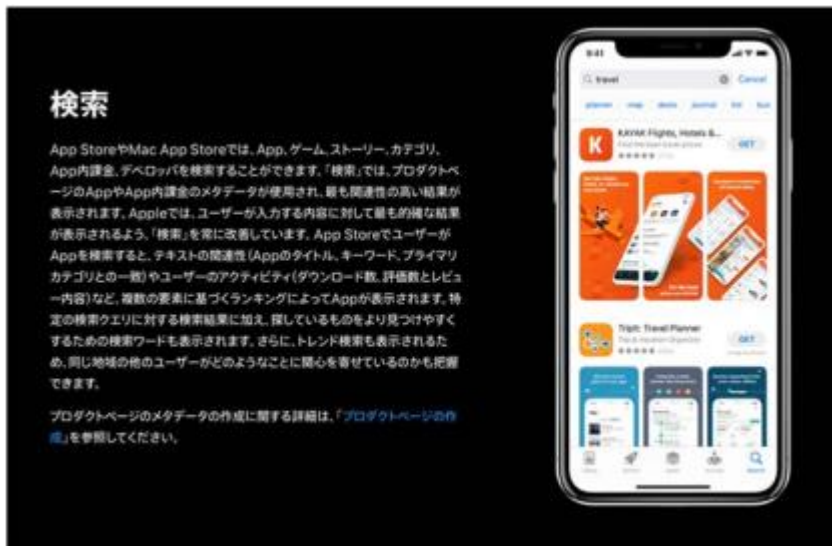 検索
App StoreやMac App Storeでは、App、ゲーム、ストーリー、カテゴリ、
App内課金、デベロッパを検索することができます。「検索」では、プロダクトペ
ージのAppやApp内課金のメタデータが使用され、最も関連性の高い結果が
表示されます。Appleでは、ユーザーが入力する内容に対して最も的確な結果
が表示されるよう、「検索」を常に改善しています。App Storeでユーザーが
Appを検索すると、テキストの関連性(Appのタイトル、キーワード、プライマリ
カテゴリとの一致)やユーザーのアクティビティ(ダウンロード数、評価数とレビュ
ー内容)など、複数の要素に基づくランキングによってAppが表示されます。特
定の検索クエリに対する検索結果に加え、探しているものをより見つけやすく
するための検索ワードも表示されます。さらに、トレンド検索も表示されるた
め、同じ地域の他のユーザーがどのようなことに関心を寄せているのかも把握
できます。
プロダクトページのメタデータの作成に関する詳細は、「プロダクトページの作
成」を参照してください。
9:41
travel
Cancel
planner map deals journal list bus
KAYAK Flights, Hotels &...
GET
TripIt: Travel Planner
GET
Search